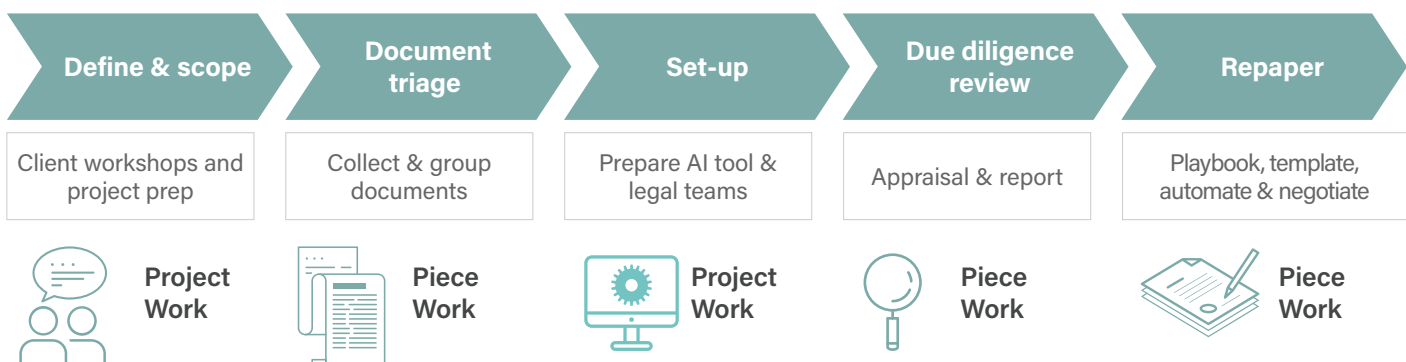 Define & scope
Document
triage
Set-up
Due diligence
review
Repaper
Client workshops and
project prep
Collect & group
documents
Prepare AI tool &
legal teams
Appraisal & report
Playbook, template,
automate & negotiate
Project
Work
Piece
Work
Project
Work
Piece
Work
Piece
Work